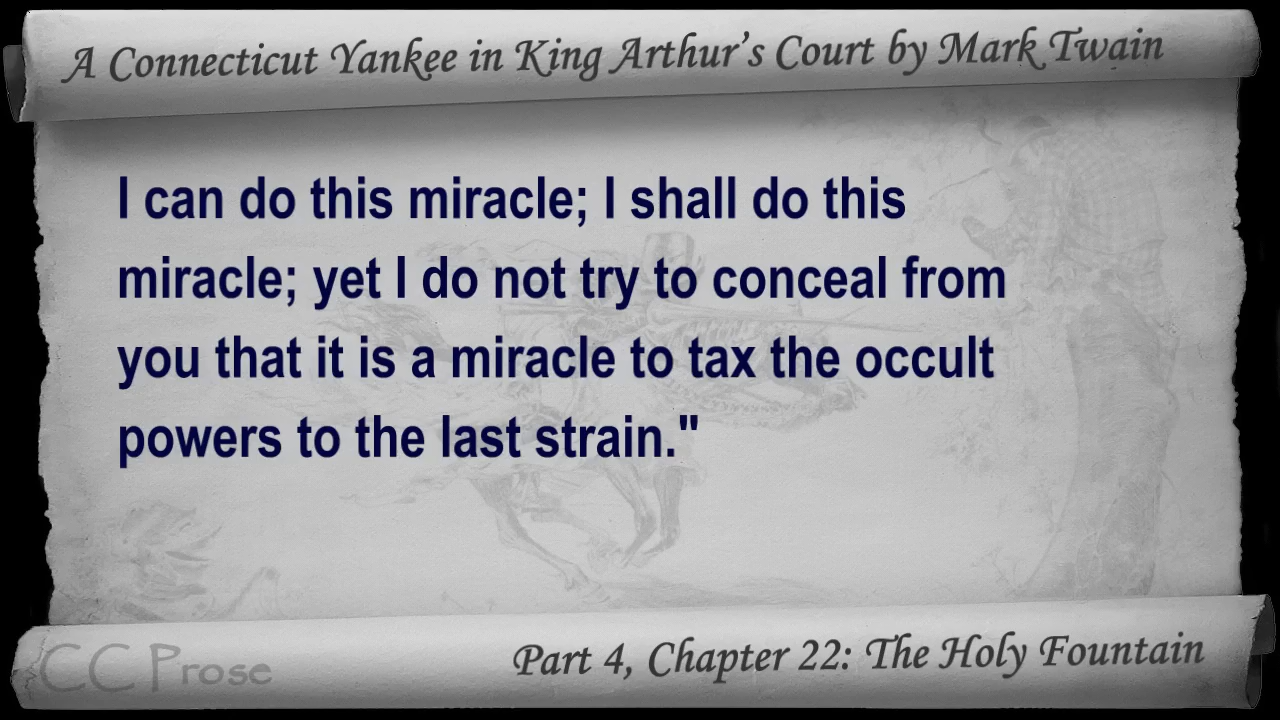 A Connecticut Yankee in King Arthur's Court by Mark Twain
I can do this miracle; I shall do this
miracle; yet I do not try to conceal from
you that it is a miracle to tax the occult
powers to the last strain."
CC Prose
Part 4, Chapter 22: The Holy Fountain